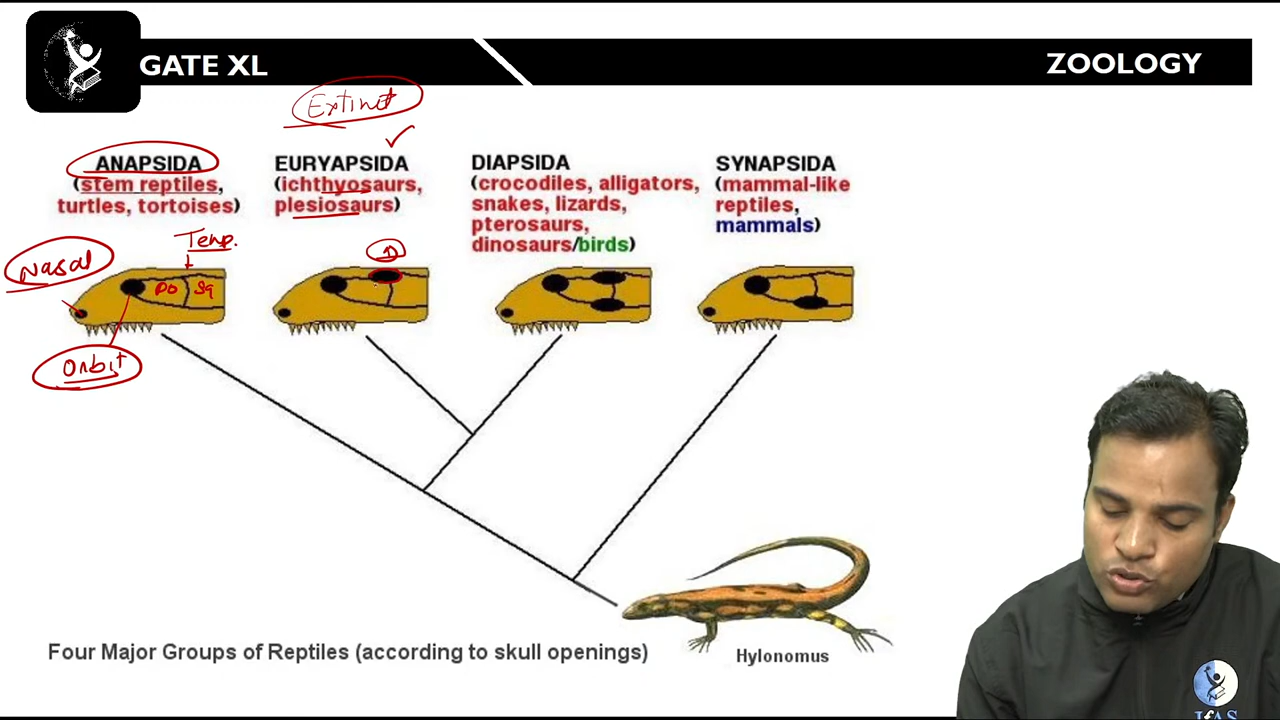 GATE XL
ZOOLOGY
Extinct
ANAPSIDA
(stem reptiles,
turtles, tortoises)
EURYAPSIDA
(ichthyosaurs,
plesiosaurs)
DIAPSIDA
(crocodiles, alligators,
snakes, lizards,
pterosaurs,
dinosaurs/birds)
SYNAPSIDA
(mammal-like
reptiles,
mammals)
Temp.
Nasal
PO
Sq
Orbit
Four Major Groups of Reptiles (according to skull openings)
Hylonomus
IFAS